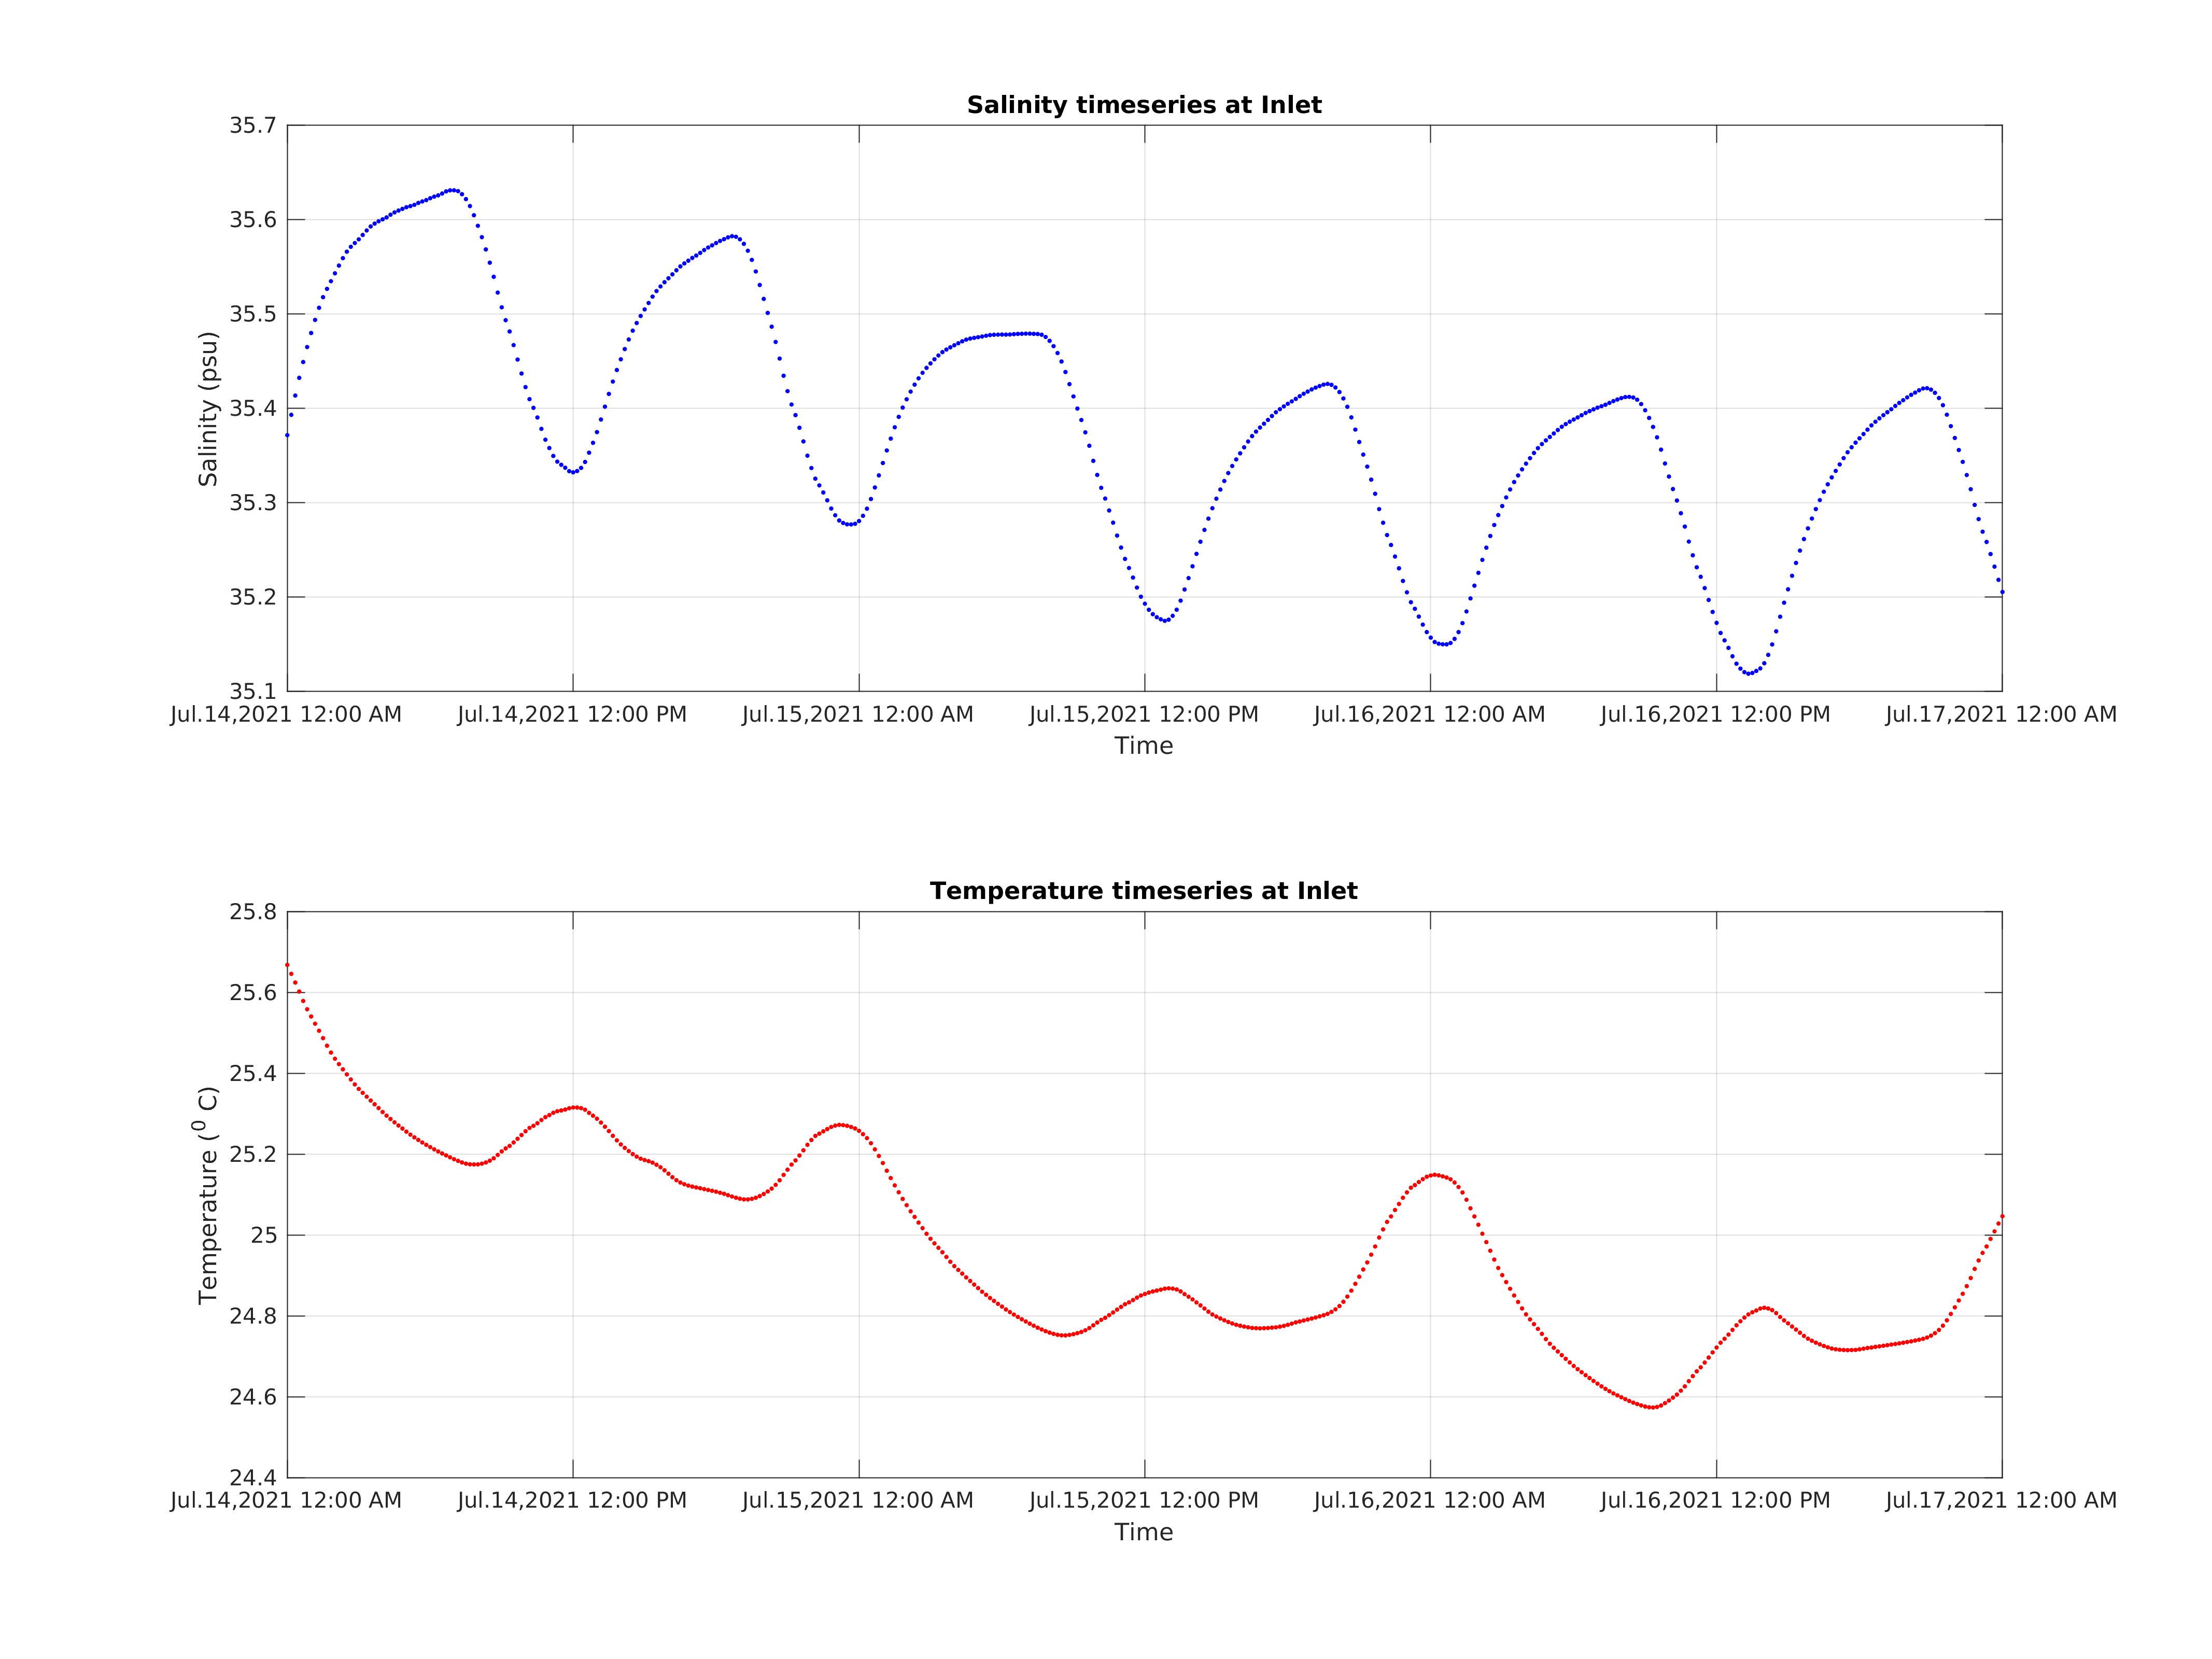 Salinity timeseries at Inlet
35.7
35.6
35.5
35.4
35.3
35.2
35.1
Salinity (psu)
Jul.14,2021 12:00 AM Jul.14,2021 12:00 PM Jul.15,2021 12:00 AM Jul.15,2021 12:00 PM Jul.16,2021 12:00 AM Jul.16,2021 12:00 PM Jul.17,2021 12:00 AM
Time
Temperature timeseries at Inlet
25.8
25.6
25.4
25.2
25
24.8
24.6
24.4
Temperature (⁰ C)
Jul.14,2021 12:00 AM Jul.14,2021 12:00 PM Jul.15,2021 12:00 AM Jul.15,2021 12:00 PM Jul.16,2021 12:00 AM Jul.16,2021 12:00 PM Jul.17,2021 12:00 AM
Time